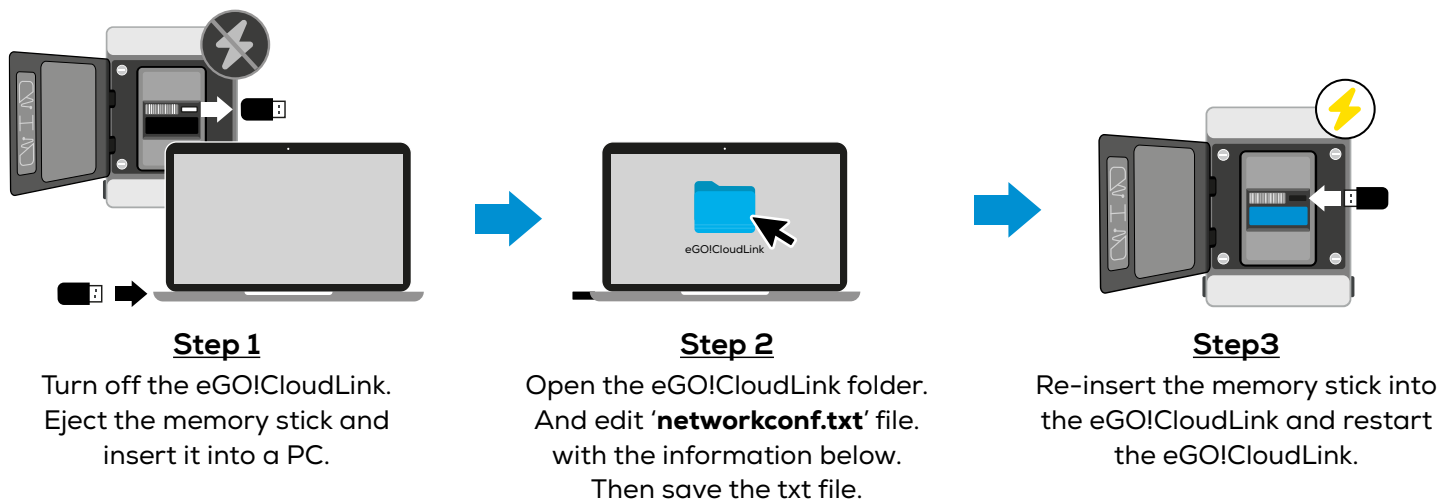 eGO!CloudLink
Step 1
Turn off the eGO!CloudLink.
Eject the memory stick and
insert it into a PC.
Step 2
Open the eGO!CloudLink folder.
And edit ‘networkconf.txt’ file.
with the information below.
Then save the txt file.
Step3
Re-insert the memory stick into
the eGO!CloudLink and restart
the eGO!CloudLink.